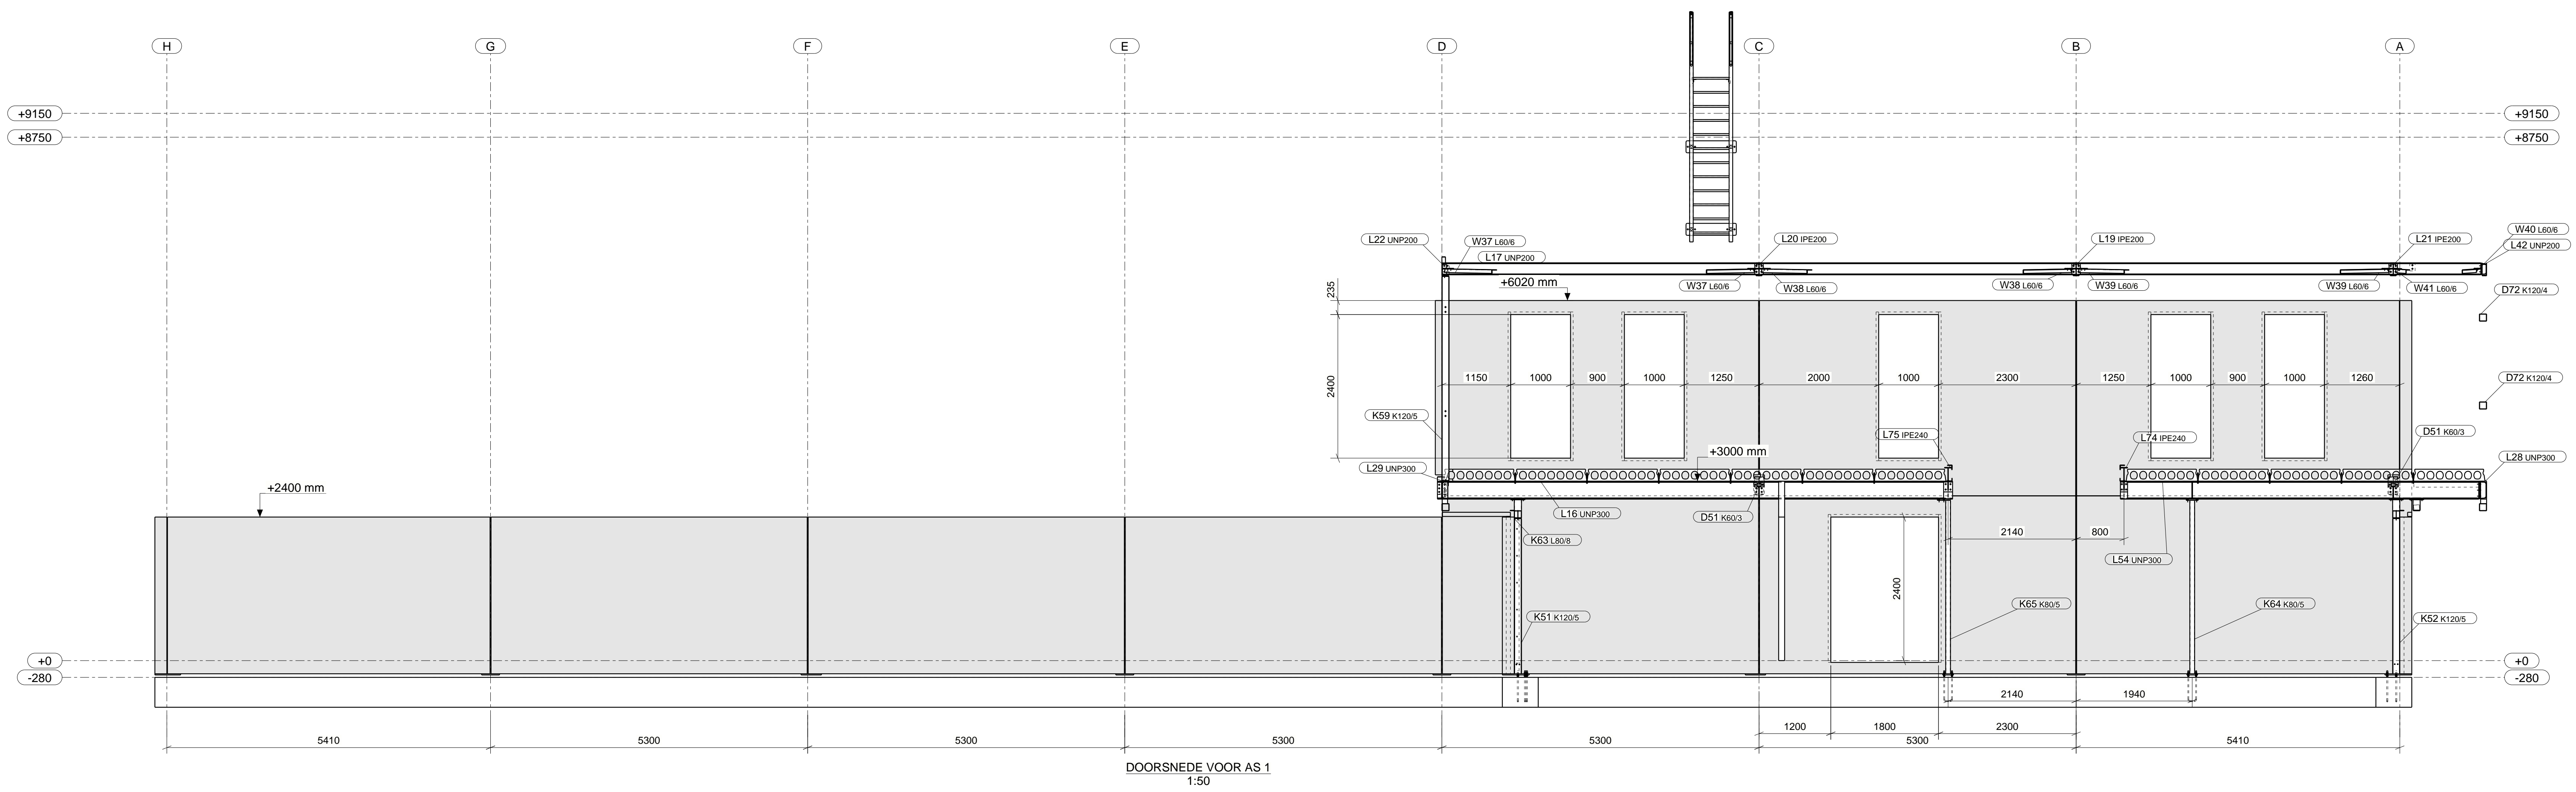 H G F E D C B A
+9150 +9150
+8750 +8750
L22 UNP200
W37 L60/6
L17 UNP200
L20 IPE200
L19 IPE200
L21 IPE200
W40 L60/6
L42 UNP200
W37 L60/6
W38 L60/6
W38 L60/6
W39 L60/6
W39 L60/6
W41 L60/6
+6020 mm
235
D72 K120/4
2400
1150 1000 900 1000 1250 2000 1000 2300 1250 1000 900 1000 1260
D72 K120/4
K59 K120/5
L75 IPE240
L74 IPE240
D51 K60/3
+3000 mm
L29 UNP300
L28 UNP300
+2400 mm
L16 UNP300
D51 K60/3
K63 L80/8
2140 800
L54 UNP300
2400
K51 K120/5
K65 K80/5
K64 K80/5
K52 K120/5
+0 +0
-280 -280
2140 1940
1200 1800 2300
5410 5300 5300 5300 5300 5300 5410
DOORSNEDE VOOR AS 1
1:50